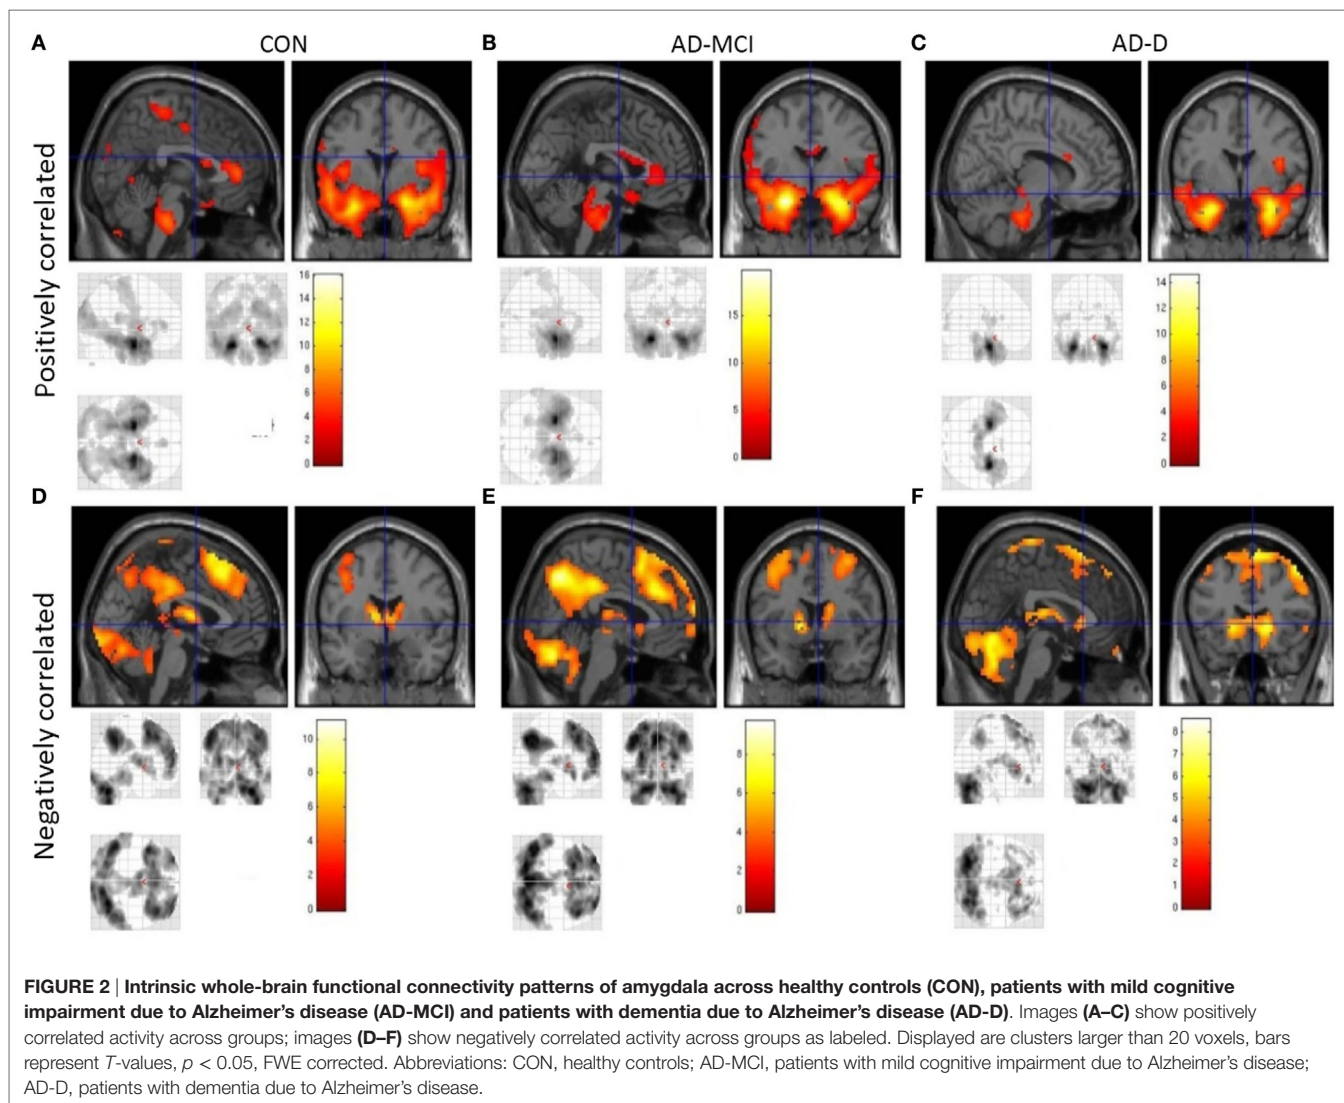 A
CON
B
AD-MCI
C
AD-D
Positively correlated
16
14
12
10
8
6
4
2
0
15
10
5
0
14
12
10
8
6
4
2
0
D
E
F
Negatively correlated
10
8
6
4
2
0
8
6
4
2
0
8
7
6
5
4
3
2
1
0
FIGURE 2 | Intrinsic whole-brain functional connectivity patterns of amygdala across healthy controls (CON), patients with mild cognitive
impairment due to Alzheimer’s disease (AD-MCI) and patients with dementia due to Alzheimer’s disease (AD-D). Images (A–C) show positively
correlated activity across groups; images (D–F) show negatively correlated activity across groups as labeled. Displayed are clusters larger than 20 voxels, bars
represent T-values, p < 0.05, FWE corrected. Abbreviations: CON, healthy controls; AD-MCI, patients with mild cognitive impairment due to Alzheimer’s disease;
AD-D, patients with dementia due to Alzheimer’s disease.